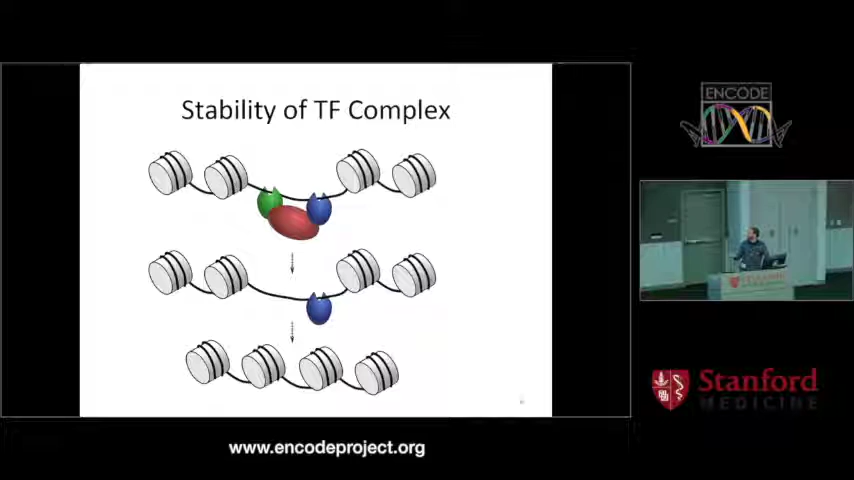 Stability of TF Complex
ENCODE
Stanford
MEDICINE
www.encodeproject.org